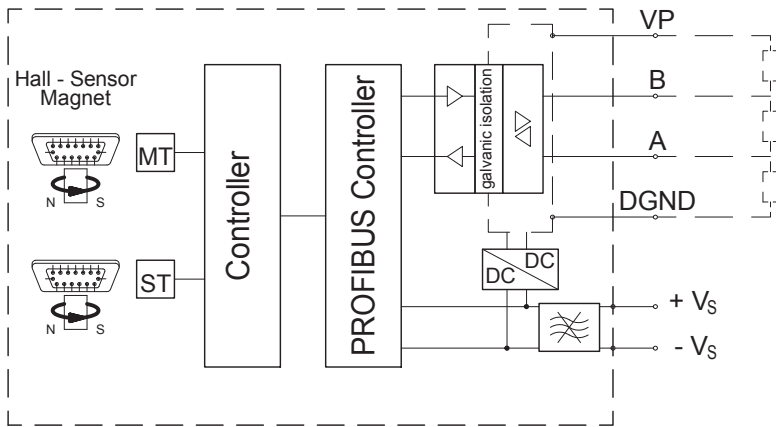 Hall - Sensor
Magnet
N S
MT
N S
ST
Controller
PROFIBUS Controller
galvanic isolation
DC
DC
VP
B
A
DGND
+ VS
- VS